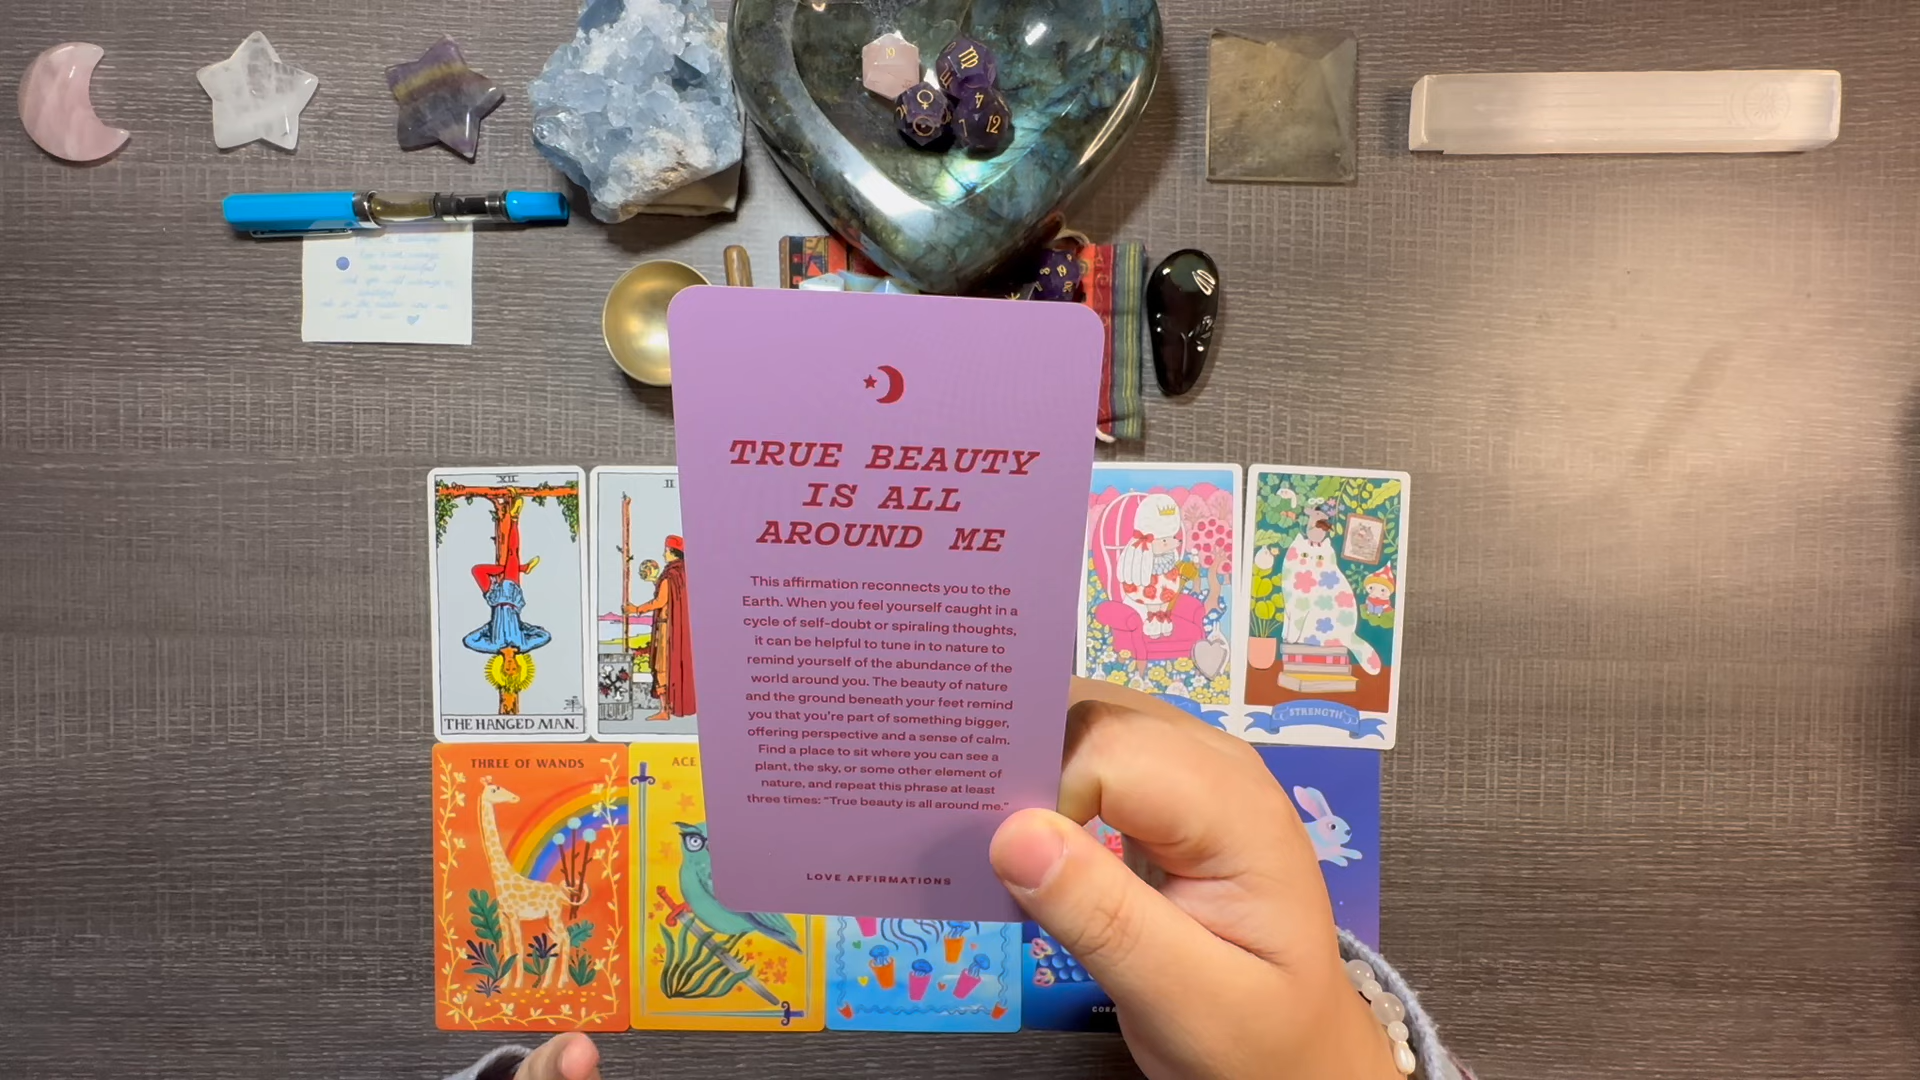 19
4
7
12
XII
THE HANGED MAN.
II
TRUE BEAUTY
IS ALL
AROUND ME
This affirmation reconnects you to the
Earth. When you feel yourself caught in a
cycle of self-doubt or spiraling thoughts,
it can be helpful to tune in to nature to
remind yourself of the abundance of the
world around you. The beauty of nature
and the ground beneath your feet remind
you that you're part of something bigger,
offering perspective and a sense of calm.
Find a place to sit where you can see a
plant, the sky, or some other element of
nature, and repeat this phrase at least
three times: "True beauty is all around me."
LOVE AFFIRMATIONS
STRENGTH
THREE OF WANDS
ACE